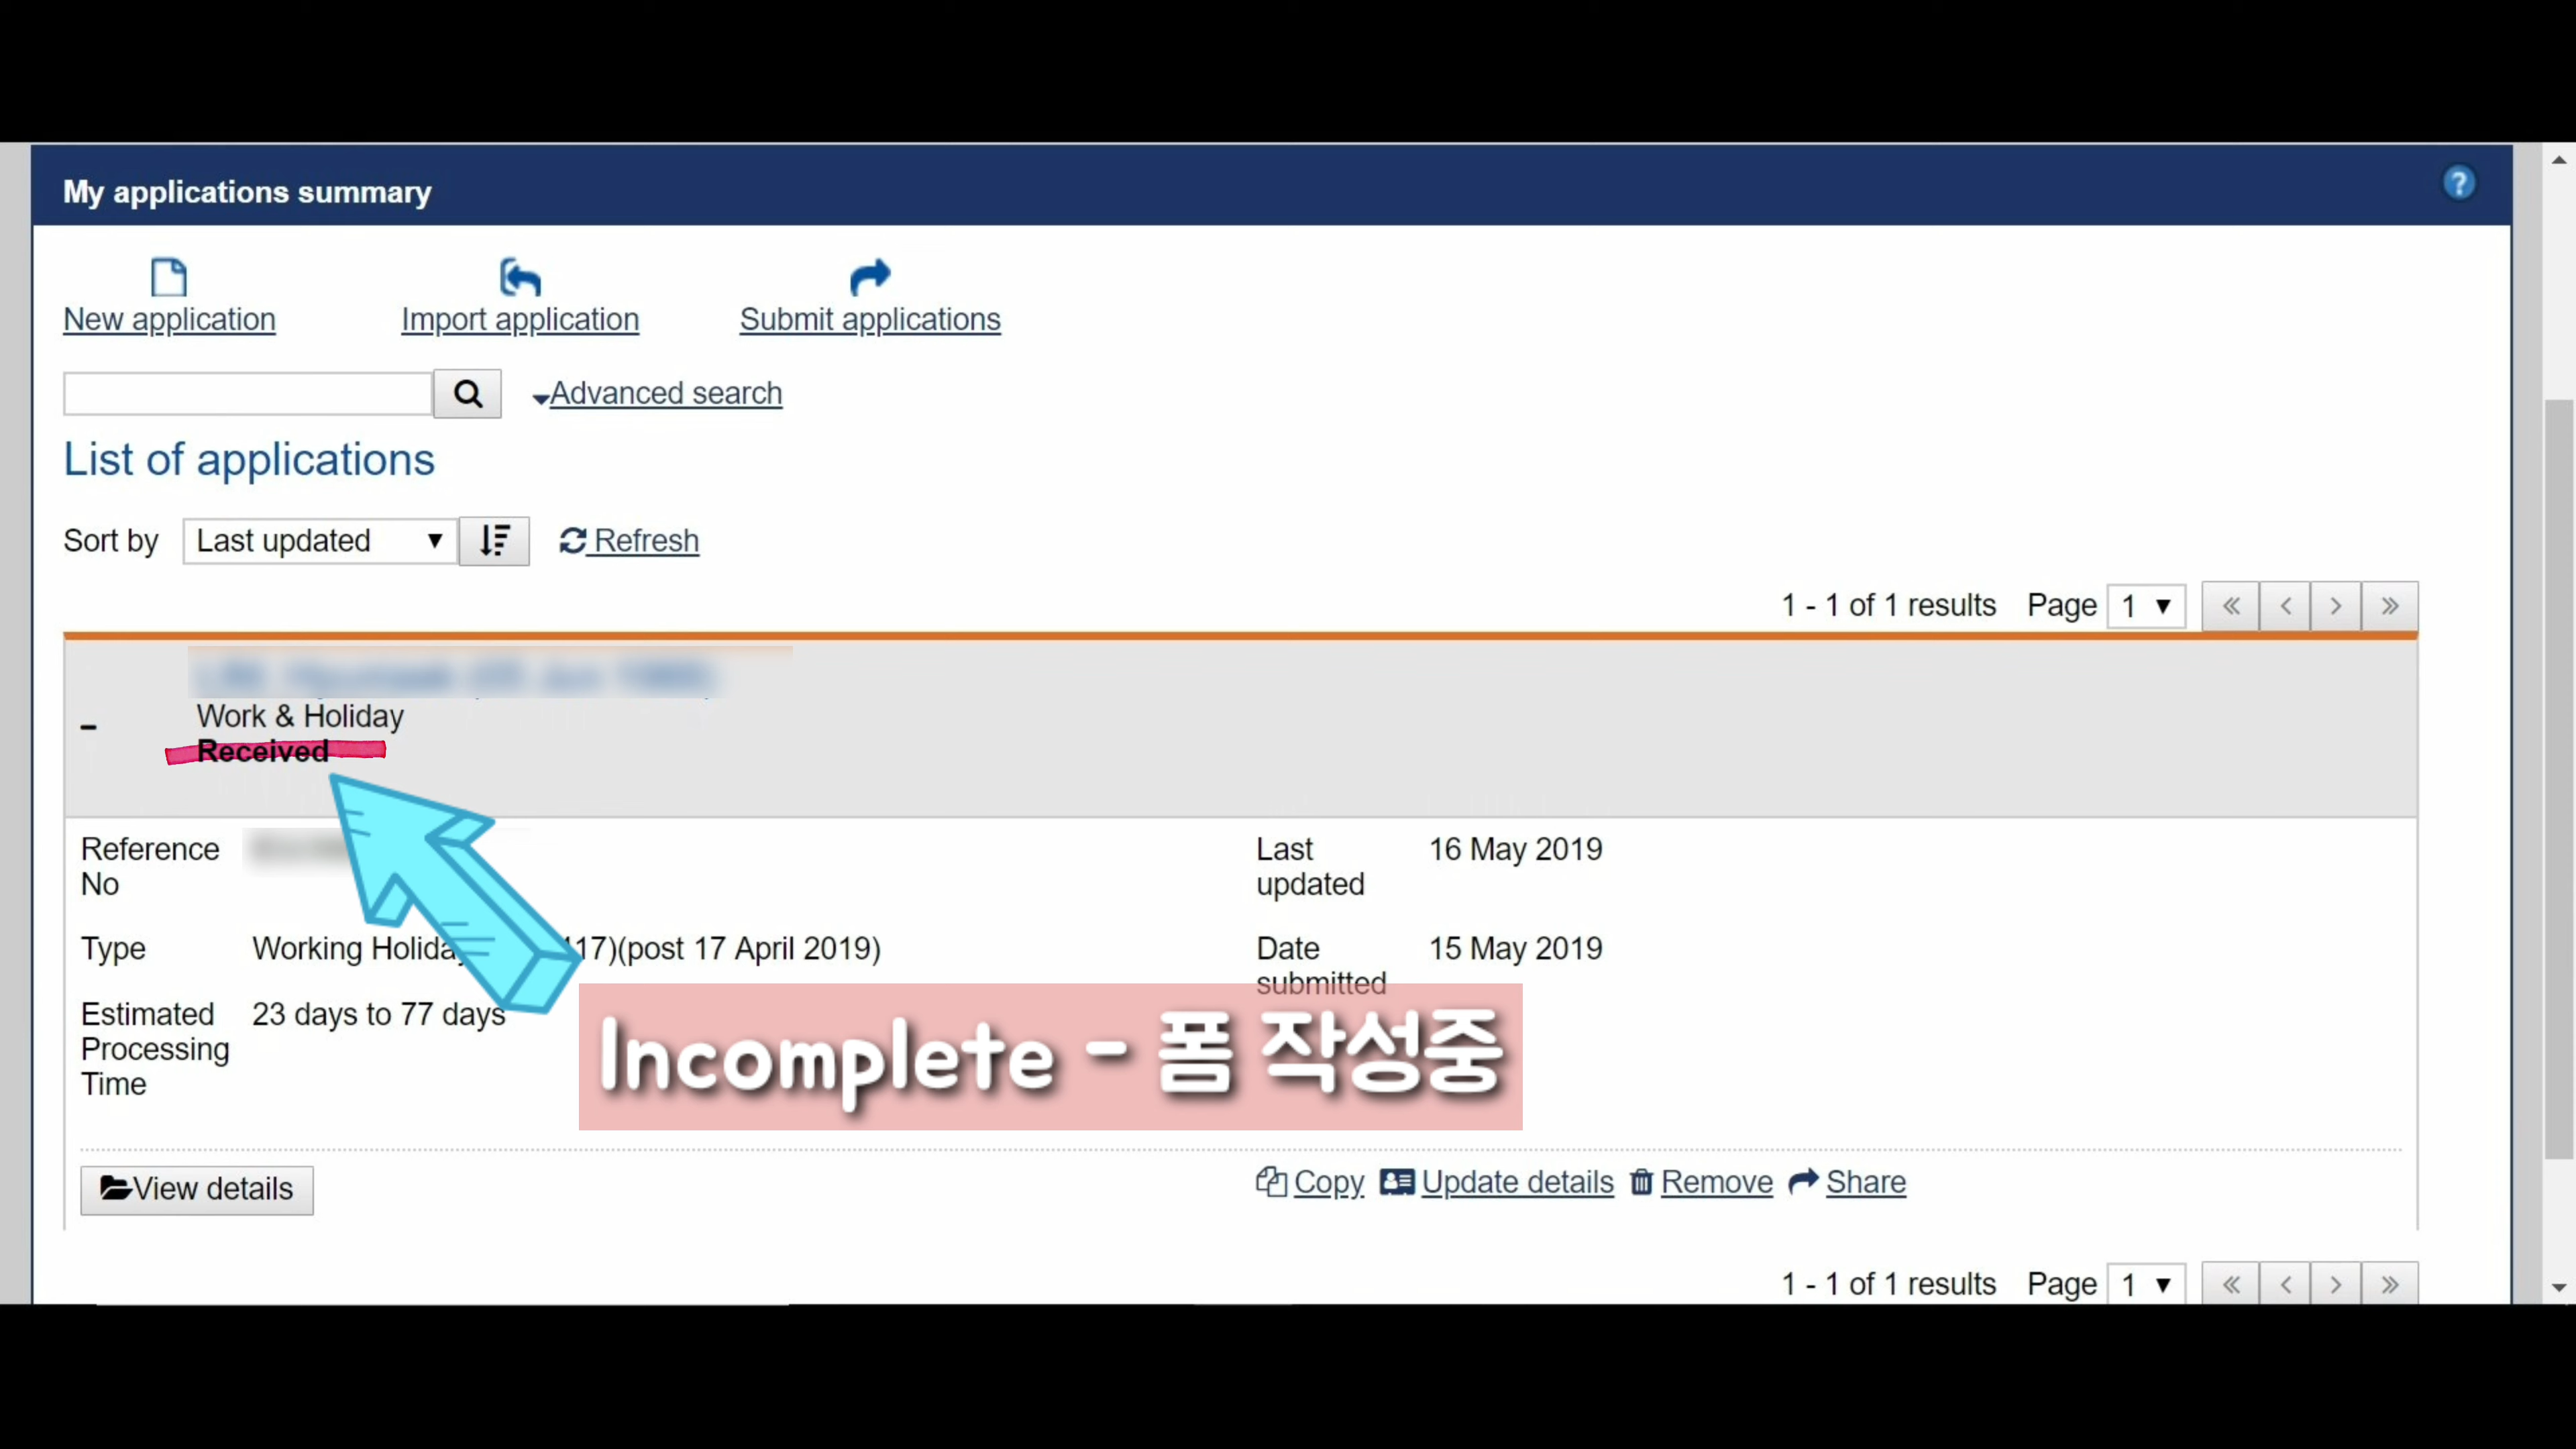 My applications summary
?
New application
Import application
Submit applications
Advanced search
List of applications
Sort by
Last updated
Refresh
1 - 1 of 1 results Page 1
Work & Holiday
Received
Reference No
Last updated
16 May 2019
Type
Working 17)(post 17 April 2019)
Date submitted
15 May 2019
Estimated Processing Time
23 days to 77 days
Incomplete - 폼 작성중
View details
Copy
Update details
Remove
Share
1 - 1 of 1 results Page 1